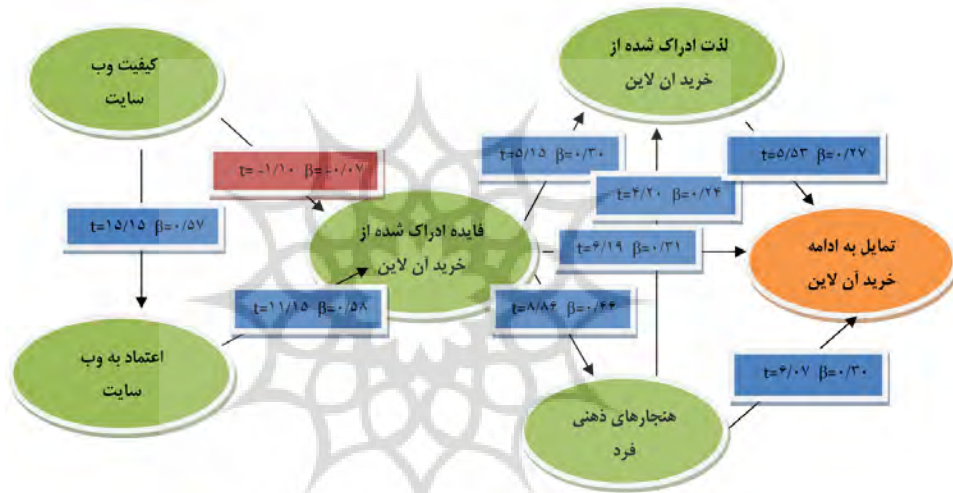 لذت ادراک شده از
خرید ان لاین
کیفیت وب
سایت
t=۵/۱۵ β=۰/۳۰
t=۵/۵۳ β=۰/۲۷
t=-۱/۱۰ β=-۰/۰۷
t=۴/۲۰ β=۰/۲۴
t=۱۵/۱۵ β=۰/۵۷
فایده ادراک شده از
خرید آن لاین
t=۶/۱۹ β=۰/۳۱
تمایل به ادامه
خرید آن لاین
t=۱۱/۱۵ β=۰/۵۸
t=۸/۸۶ β=۰/۴۴
اعتماد به وب
سایت
t=۶/۰۷ β=۰/۳۰
هنجارهای ذهنی
فرد